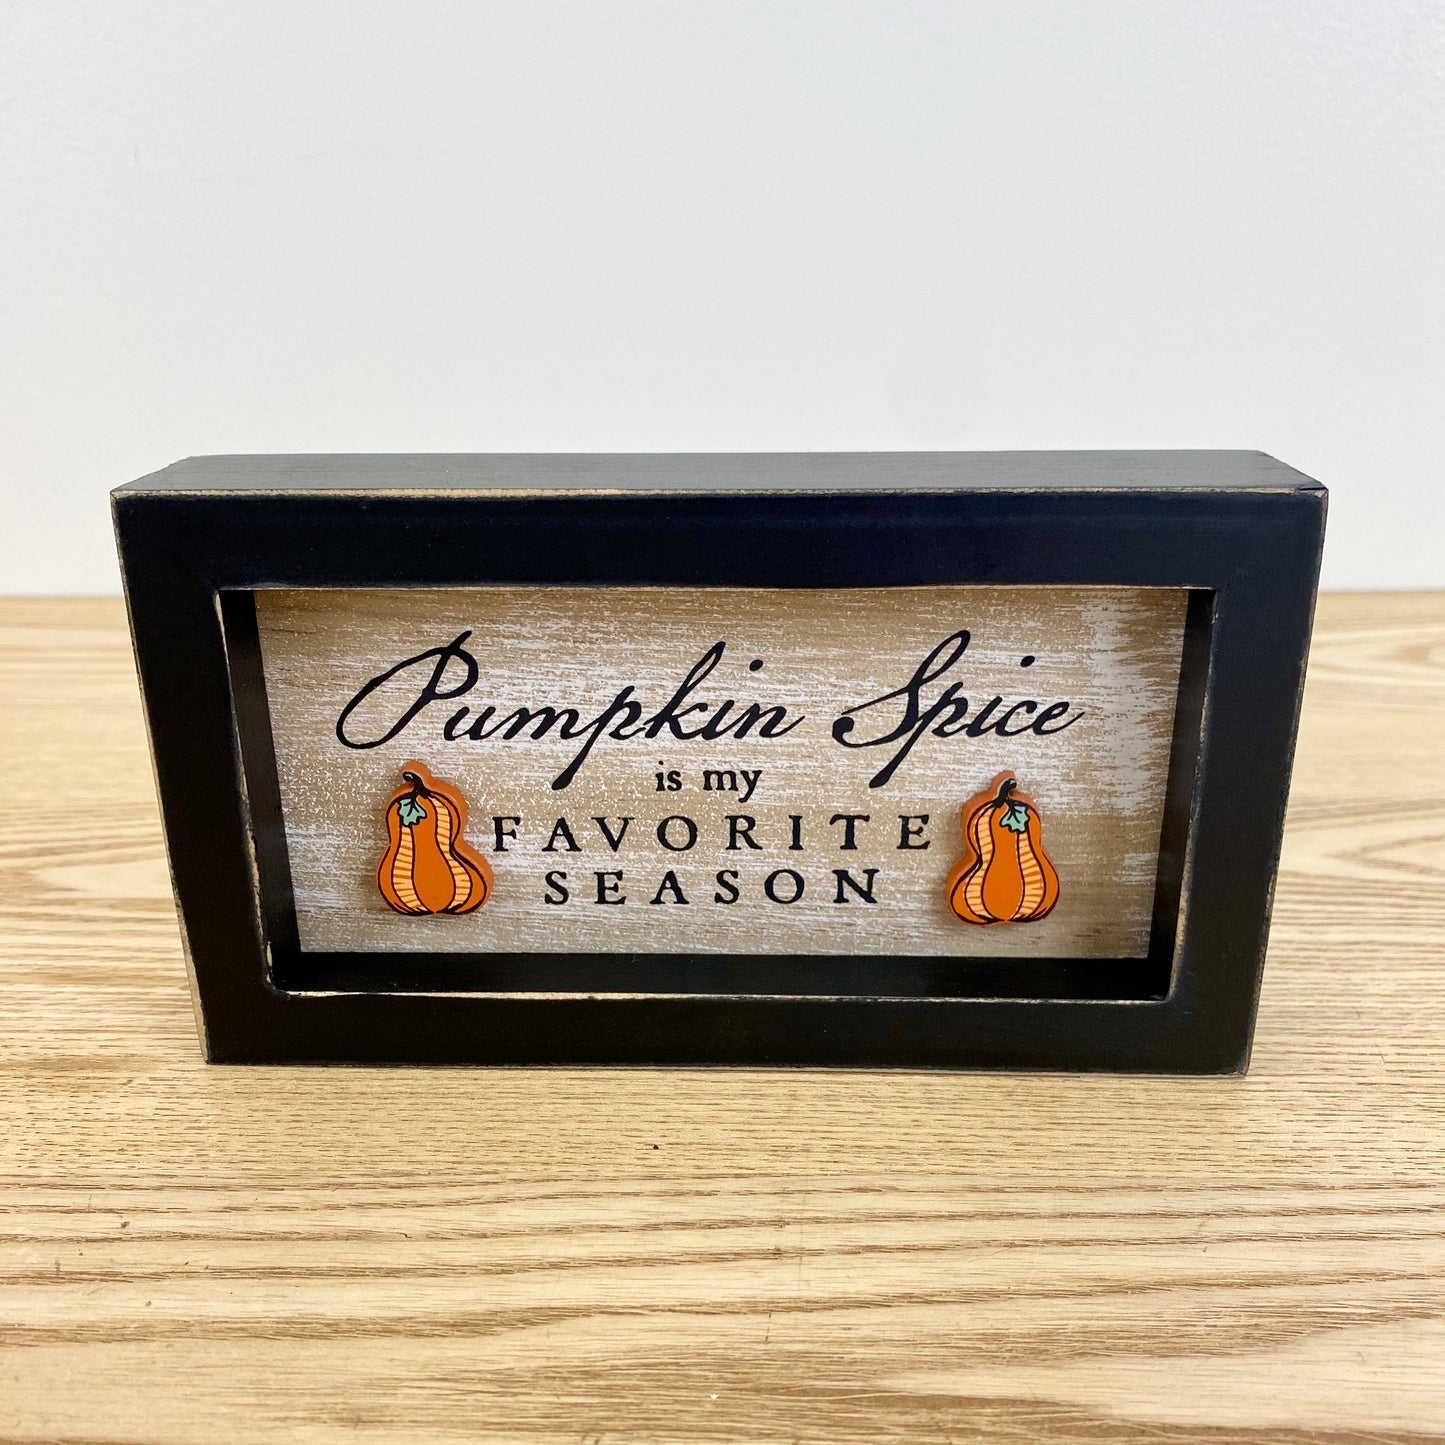 Pumpkin Spice
is my
FAVORITE
SEASON